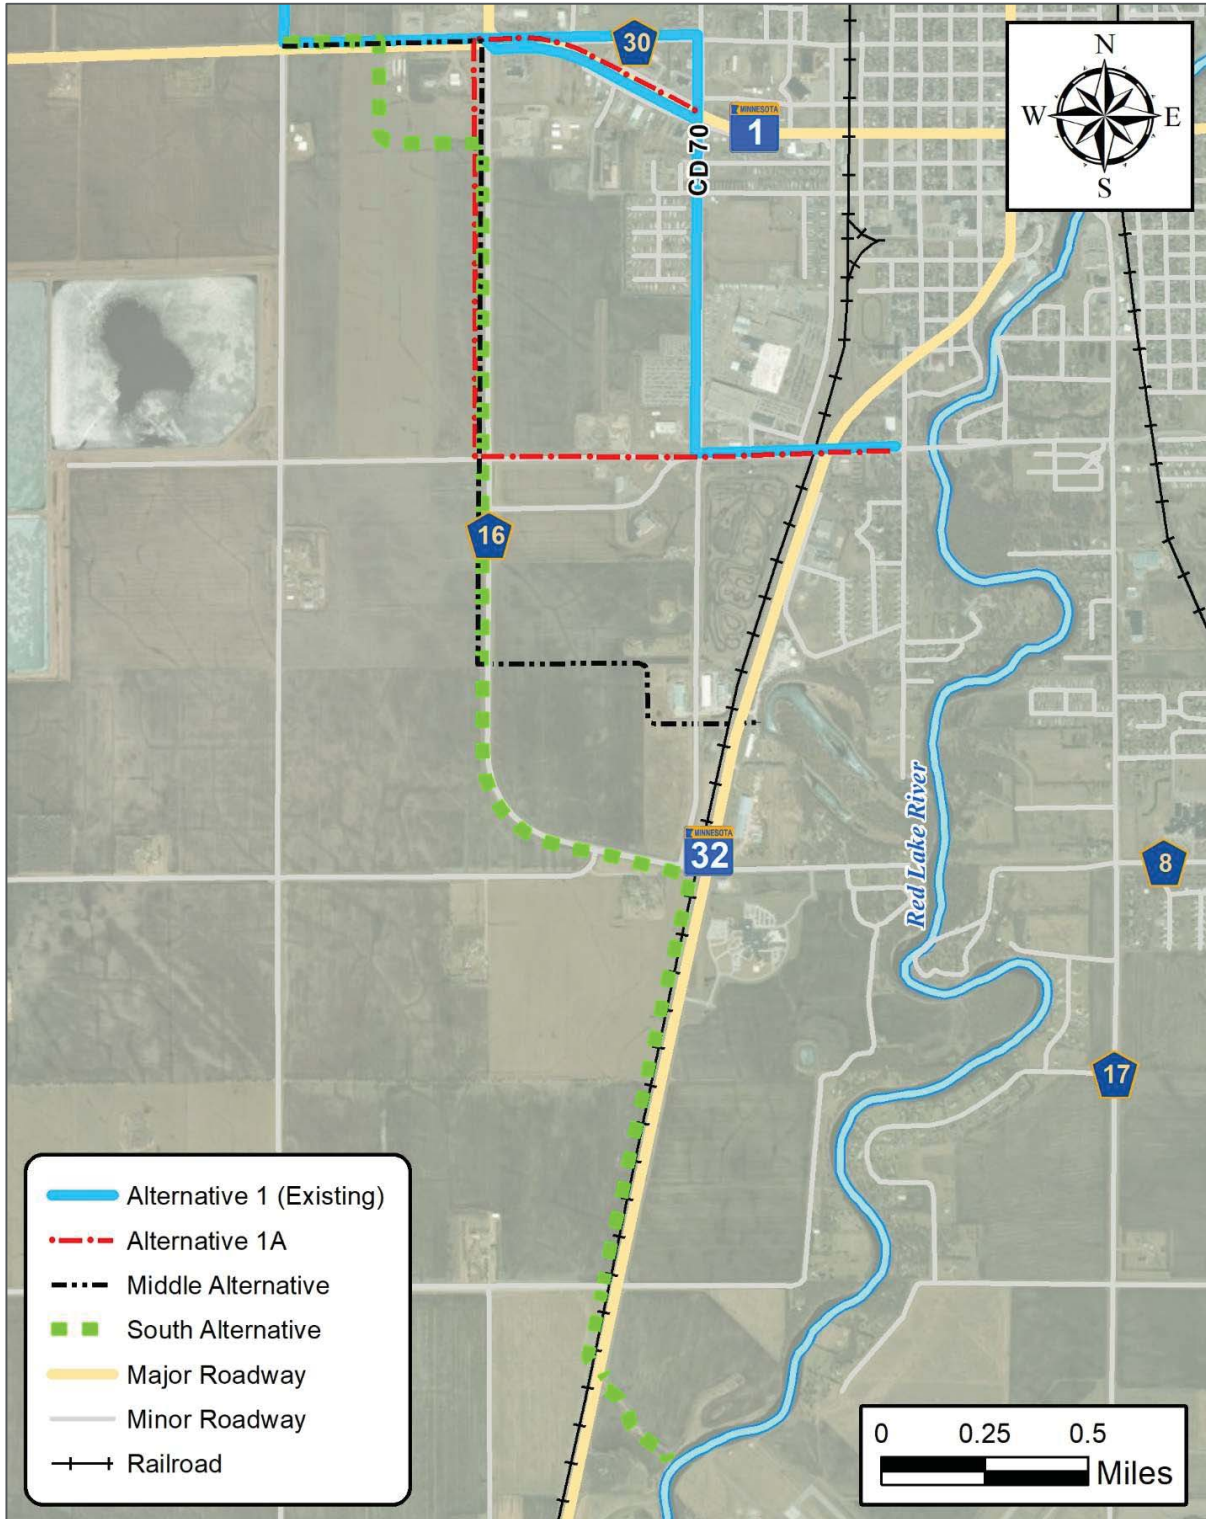 30
N
W
E
S
MINNESOTA
1
CD 70
16
MINNESOTA
32
Red Lake River
8
17
Alternative 1 (Existing)
Alternative 1A
Middle Alternative
South Alternative
Major Roadway
Minor Roadway
Railroad
0 0.25 0.5
Miles